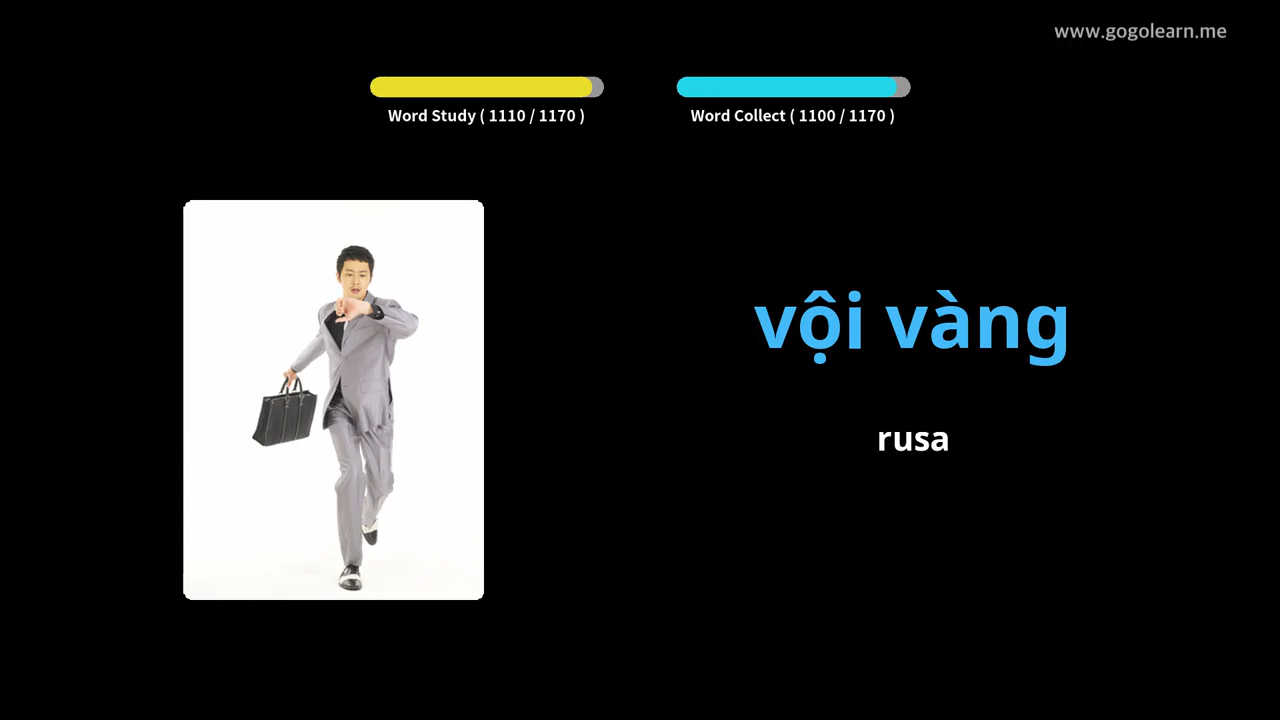 www.gogolearn.me
Word Study ( 1110 / 1170 )
Word Collect ( 1100 / 1170 )
vội vàng
rusa